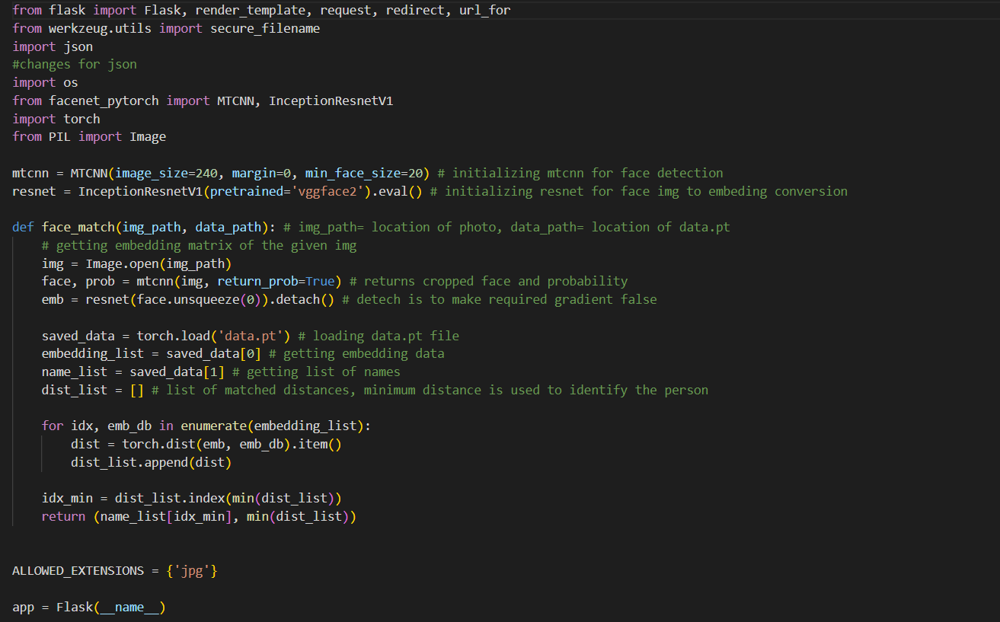 from flask import Flask, render_template, request, redirect, url_for
from werkzeug.utils import secure_filename
import json
#changes for json
import os
from facenet_pytorch import MTCNN, InceptionResnetV1
import torch
from PIL import Image
mtcnn = MTCNN(image_size=240, margin=0, min_face_size=20) # initializing mtcnn for face detection
resnet = InceptionResnetV1(pretrained='vggface2').eval() # initializing resnet for face img to embeding conversion
def face_match(img_path, data_path): # img_path= location of photo, data_path= location of data.pt
    # getting embedding matrix of the given img
    img = Image.open(img_path)
    face, prob = mtcnn(img, return_prob=True) # returns cropped face and probability
    emb = resnet(face.unsqueeze(0)).detach() # detech is to make required gradient false
    saved_data = torch.load('data.pt') # loading data.pt file
    embedding_list = saved_data[0] # getting embedding data
    name_list = saved_data[1] # getting list of names
    dist_list = [] # list of matched distances, minimum distance is used to identify the person
    for idx, emb_db in enumerate(embedding_list):
        dist = torch.dist(emb, emb_db).item()
        dist_list.append(dist)
    idx_min = dist_list.index(min(dist_list))
    return (name_list[idx_min], min(dist_list))
ALLOWED_EXTENSIONS = {'jpg'}
app = Flask(__name__)